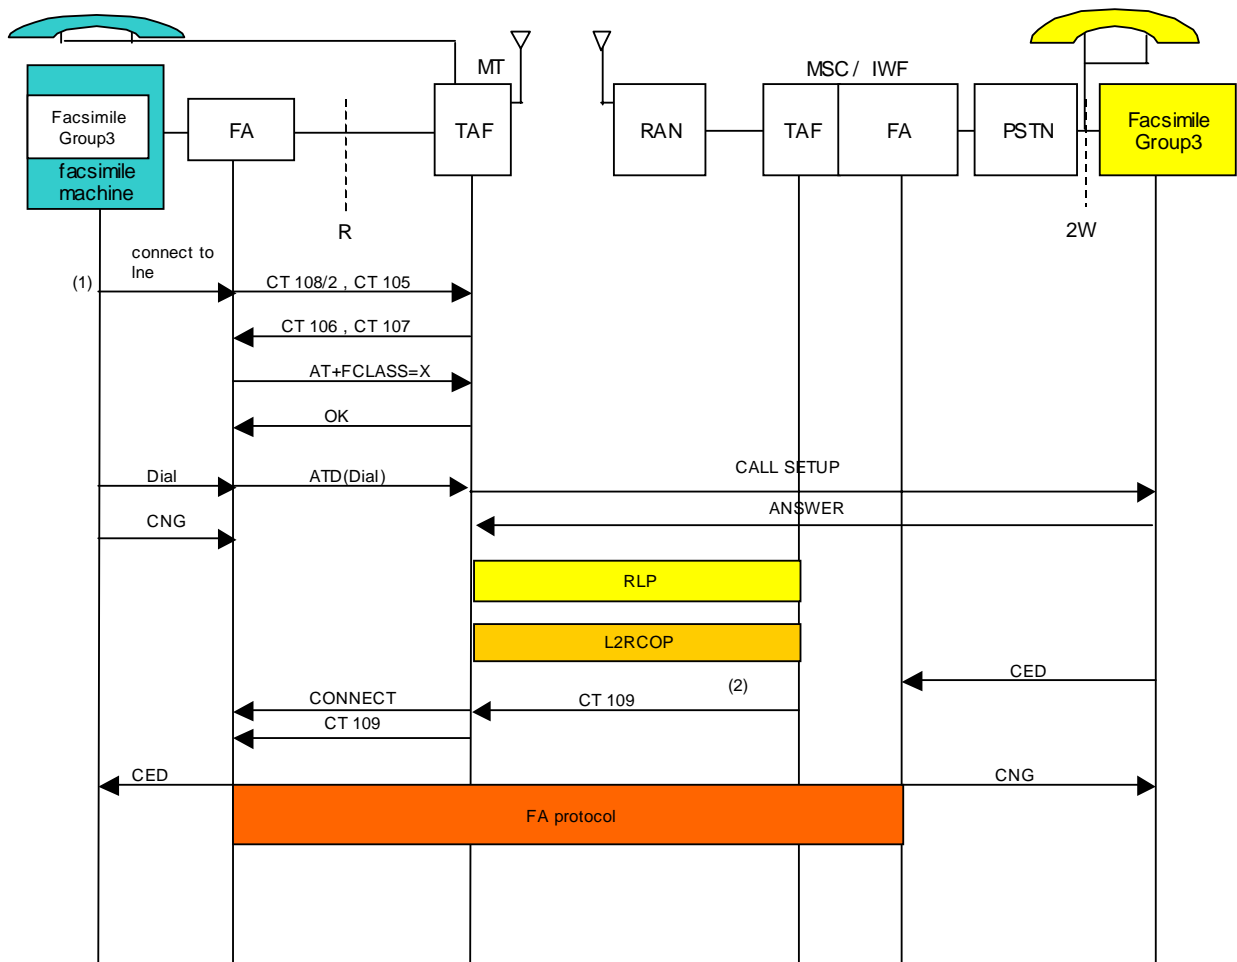 MT
MSC / IWF
Facsimile
Group3
facsimile
machine
FA
TAF
RAN
TAF
FA
PSTN
Facsimile
Group3
R
2W
connect to
lne
(1)
CT 108/2 , CT 105
CT 106 , CT 107
AT+FCLASS=X
OK
Dial
ATD(Dial)
CALL SETUP
ANSWER
CNG
RLP
L2RCOP
CED
(2)
CONNECT
CT 109
CT 109
CED
CNG
FA protocol